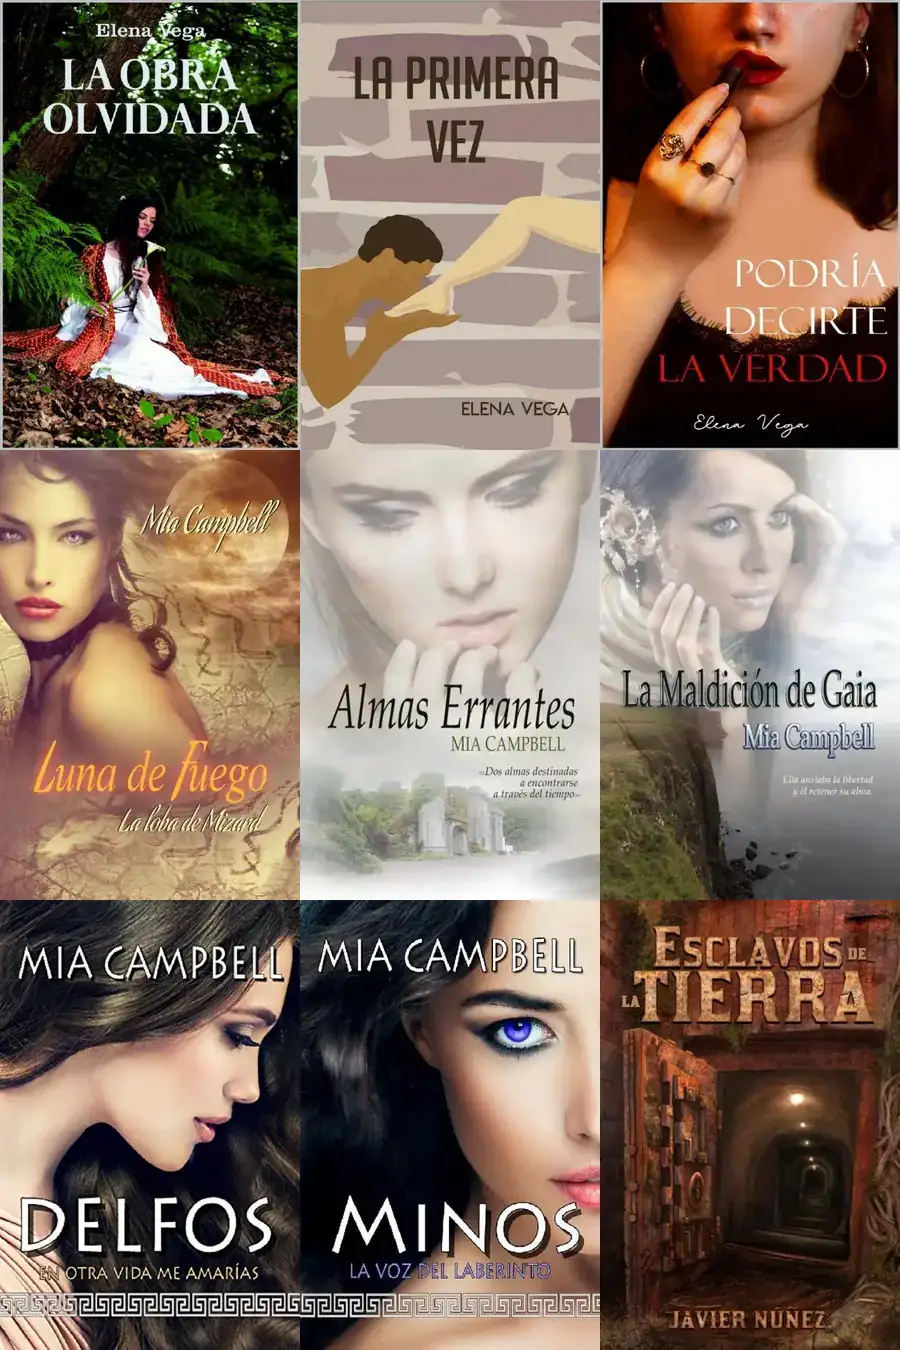 Elena Vega
LA OBRA
OLVIDADA
LA PRIMERA
VEZ
ELENA VEGA
PODRÍA
DECIRTE
LA VERDAD
Elena Vega
Mia Campbell
Luna de fuego
La loba de Mizard
Almas Errantes
MIA CAMPBELL
«Dos almas destinadas
a encontrarse
a través del tiempo»
La Maldición de Gaia
Mia Campbell
Ella ansiaba la libertad
y él retener su alma.
MIA CAMPBELL
DELFOS
EN OTRA VIDA ME AMARÍAS
MIA CAMPBELL
MINOS
LA VOZ DEL LABERINTO
ESCLAVOS DE
LA TIERRA
JAVIER NÚÑEZ